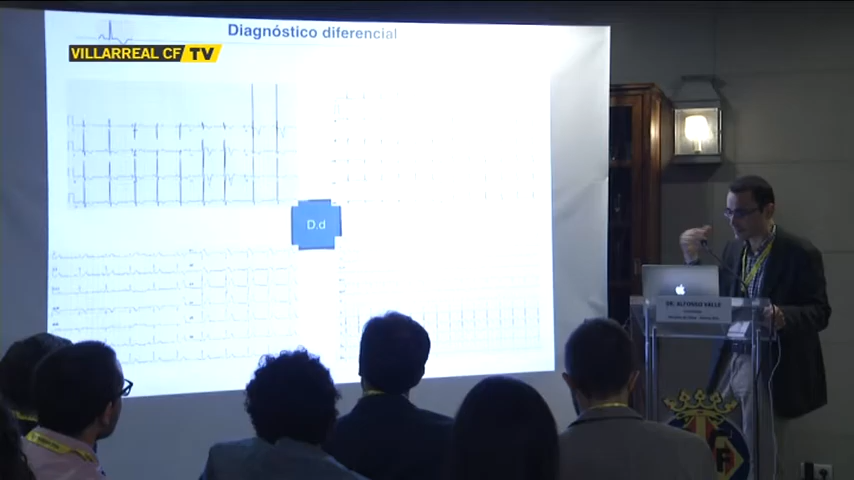 Diagnóstico diferencial
VILLARREAL CF TV
D.d
DR. ALFONSO VALLE